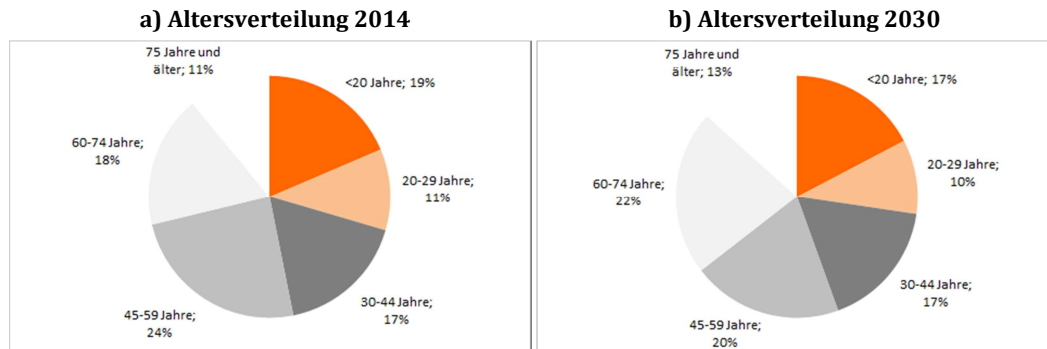 a) Altersverteilung 2014
75 Jahre und
älter; 11%
<20 Jahre; 19%
60-74 Jahre;
18%
20-29 Jahre;
11%
45-59 Jahre;
24%
30-44 Jahre;
17%
b) Altersverteilung 2030
75 Jahre und
älter; 13%
<20 Jahre; 17%
60-74 Jahre;
22%
20-29 Jahre;
10%
30-44 Jahre;
17%
45-59 Jahre;
20%